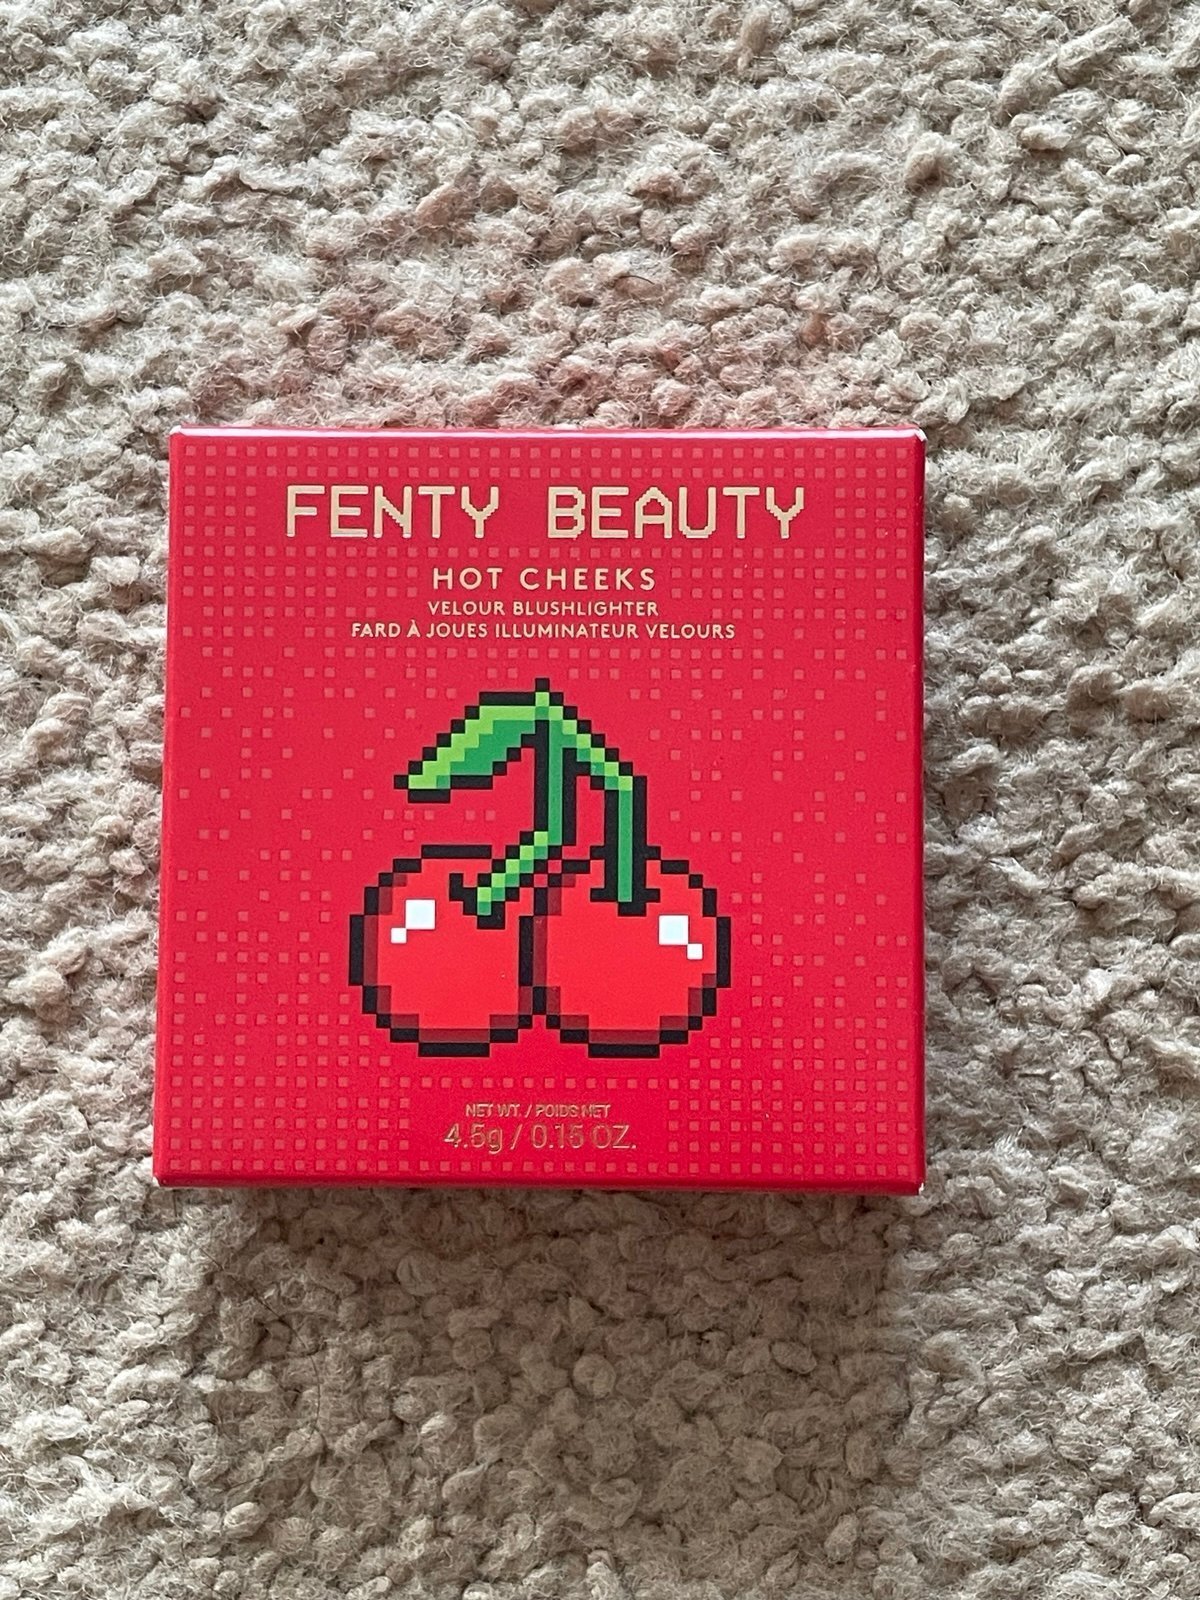 FENTY BEAUTY
HOT CHEEKS
VELOUR BLUSHLIGHTER
FARD À JOUES ILLUMINATEUR VELOURS
NET WT. / POIDS NET
4.5g / 0.15 OZ.